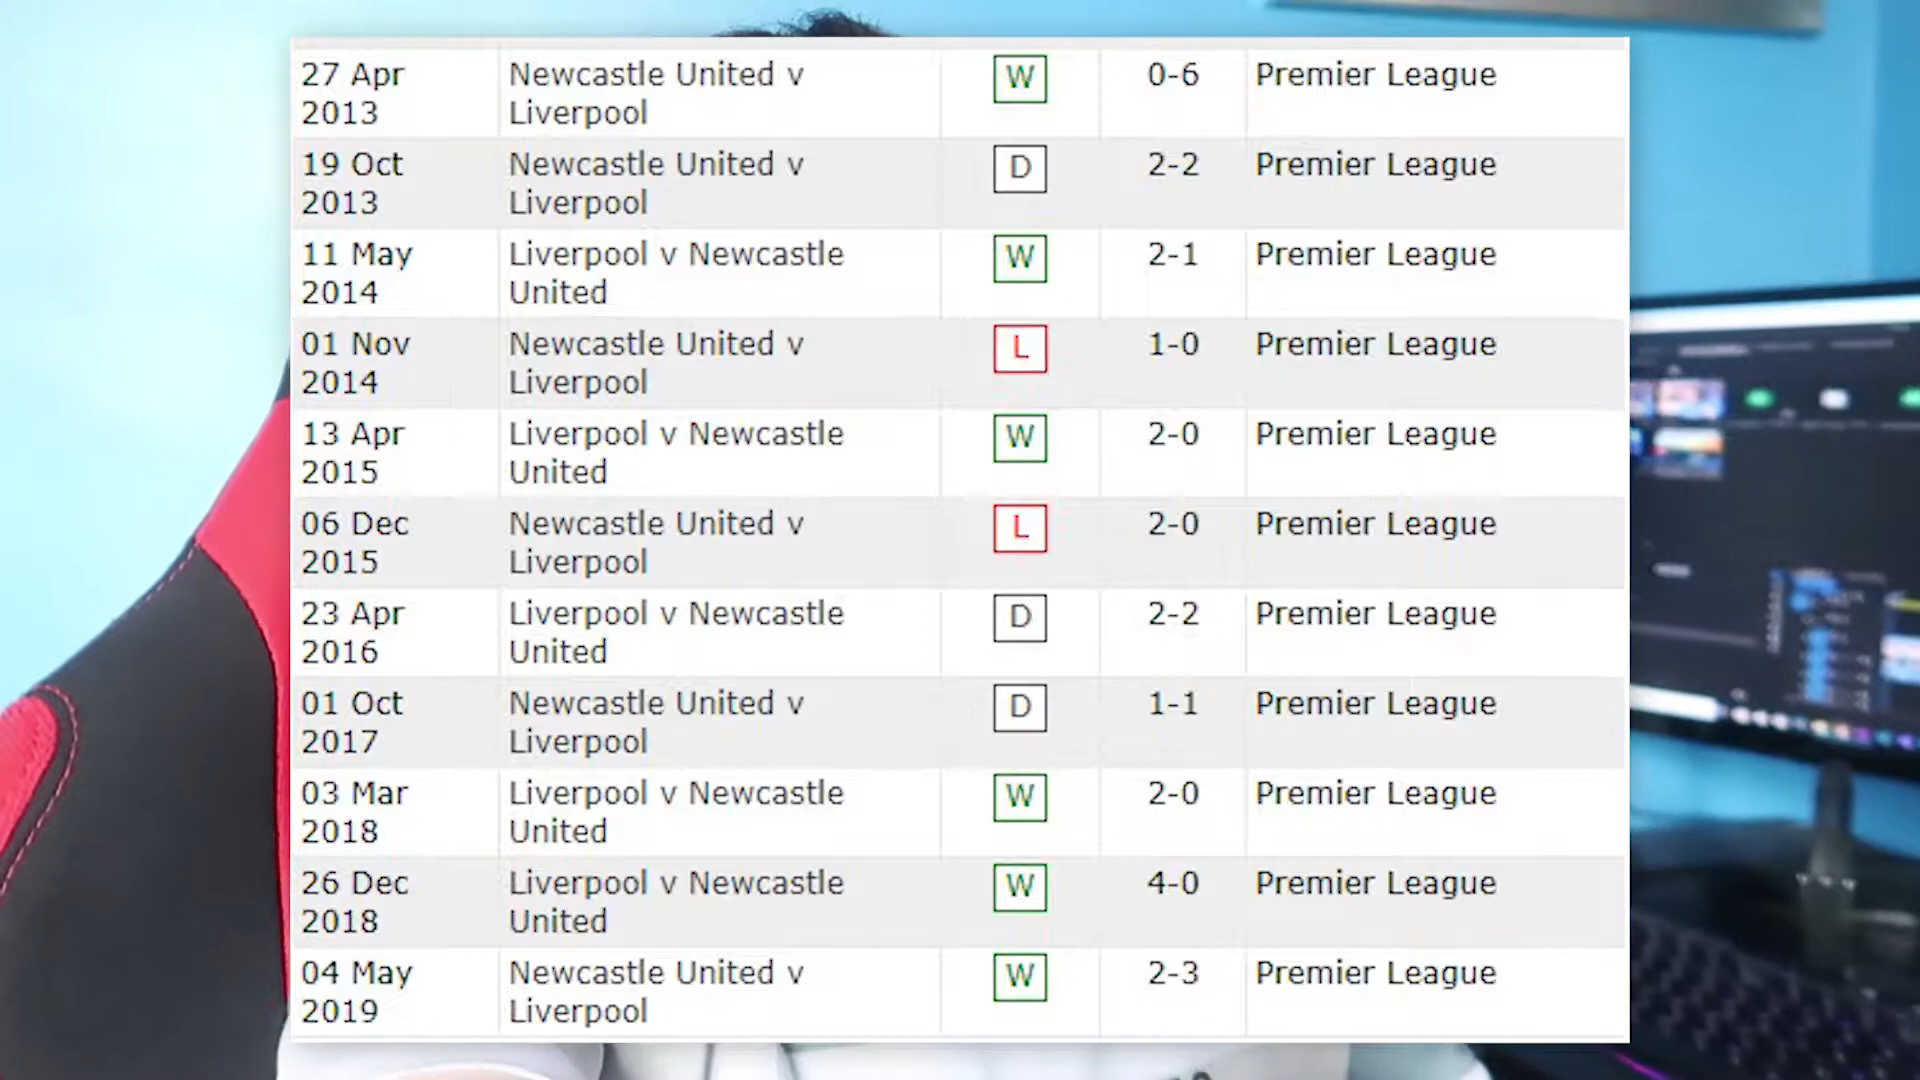 27 Apr 2013 Newcastle United v Liverpool W 0-6 Premier League
19 Oct 2013 Newcastle United v Liverpool D 2-2 Premier League
11 May 2014 Liverpool v Newcastle United W 2-1 Premier League
01 Nov 2014 Newcastle United v Liverpool L 1-0 Premier League
13 Apr 2015 Liverpool v Newcastle United W 2-0 Premier League
06 Dec 2015 Newcastle United v Liverpool L 2-0 Premier League
23 Apr 2016 Liverpool v Newcastle United D 2-2 Premier League
01 Oct 2017 Newcastle United v Liverpool D 1-1 Premier League
03 Mar 2018 Liverpool v Newcastle United W 2-0 Premier League
26 Dec 2018 Liverpool v Newcastle United W 4-0 Premier League
04 May 2019 Newcastle United v Liverpool W 2-3 Premier League